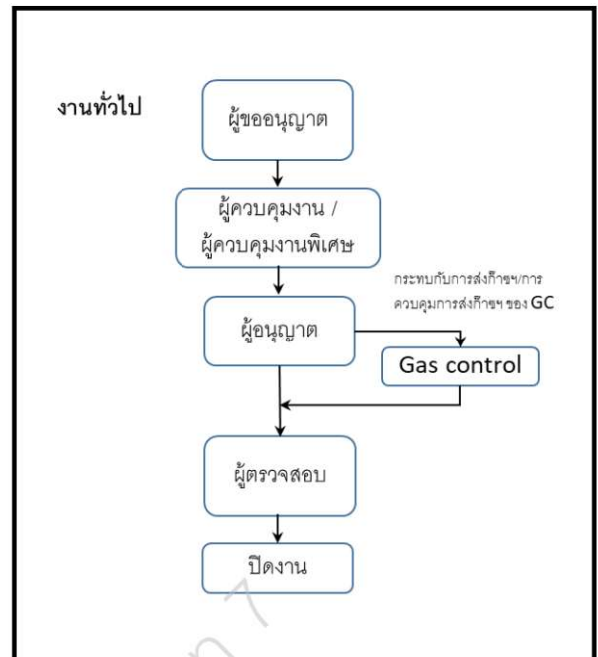 งานทั่วไป
ผู้ขออนุญาต
ผู้ควบคุมงาน /
ผู้ควบคุมงานพิเศษ
กระทบกับการส่งก๊าซฯ/การ
ควบคุมการส่งก๊าซฯ ของ GC
ผู้อนุญาต
Gas control
ผู้ตรวจสอบ
ปิดงาน